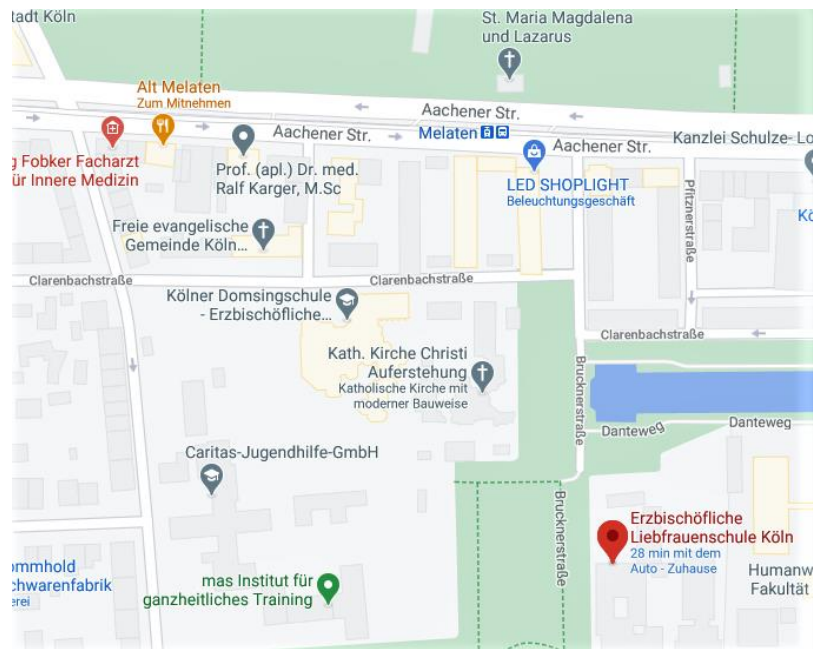 tadt Köln
St. Maria Magdalena
und Lazarus
Alt Melaten
Zum Mitnehmen
Aachener Str.
Aachener Str.
Melaten
Aachener Str.
Kanzlei Schulze- Lo
g Fobker Facharzt
ür Innere Medizin
Prof. (apl.) Dr. med.
Ralf Karger, M.Sc
LED SHOPLIGHT
Beleuchtungsgeschäft
Pfitznerstraße
Kö
Freie evangelische
Gemeinde Köln...
Clarenbachstraße
Clarenbachstraße
Kölner Domsingschule
- Erzbischöfliche...
Clarenbachstraße
Kath. Kirche Christi
Auferstehung
Katholische Kirche mit
moderner Bauweise
Brucknerstraße
Danteweg
Danteweg
Caritas-Jugendhilfe-GmbH
Brucknerstraße
Erzbischöfliche
Liebfrauenschule Köln
28 min mit dem
Auto - Zuhause
ommhold
chwarenfabrik
erei
mas Institut für
ganzheitliches Training
Humanw
Fakultät